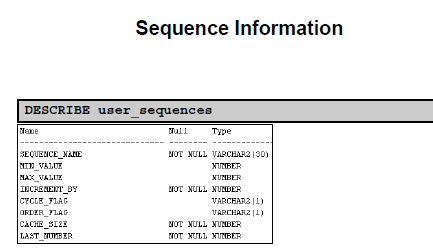 Sequence Information
DESCRIBE user_sequences
Name Null Type
------------------------------ -------- ------------
SEQUENCE_NAME NOT NULL VARCHAR2(30)
MIN_VALUE NUMBER
MAX_VALUE NUMBER
INCREMENT_BY NOT NULL NUMBER
CYCLE_FLAG VARCHAR2(1)
ORDER_FLAG VARCHAR2(1)
CACHE_SIZE NOT NULL NUMBER
LAST_NUMBER NOT NULL NUMBER